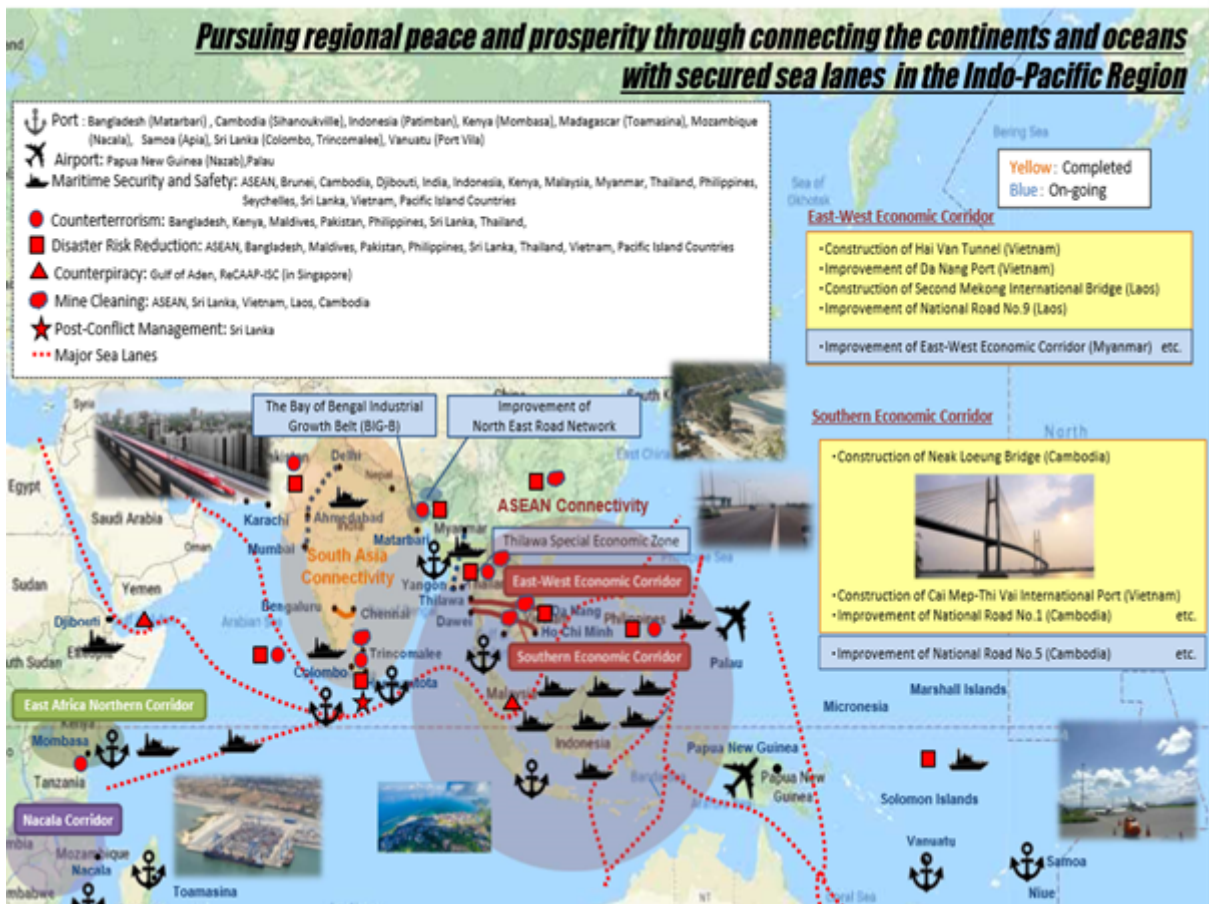 Pursuing regional peace and prosperity through connecting the continents and oceans
with secured sea lanes in the Indo-Pacific Region
Port : Bangladesh (Matarbari) , Cambodia (Sihanoukville), Indonesia (Patimban), Kenya (Mombasa), Madagascar (Toamasina), Mozambique
(Nacala), Samoa (Apia), Sri Lanka (Colombo, Trincomalee), Vanuatu (Port Vila)
Airport: Papua New Guinea (Nazab),Palau
Maritime Security and Safety: ASEAN, Brunei, Cambodia, Djibouti, India, Indonesia, Kenya, Malaysia, Myanmar, Thailand, Philippines,
Seychelles, Sri Lanka, Vietnam, Pacific Island Countries
Counterterrorism: Bangladesh, Kenya, Maldives, Pakistan, Philippines, Sri Lanka, Thailand,
Disaster Risk Reduction: ASEAN, Bangladesh, Maldives, Pakistan, Philippines, Sri Lanka, Thailand, Vietnam, Pacific Island Countries
Counterpiracy: Gulf of Aden, ReCAAP-ISC (in Singapore)
Mine Cleaning: ASEAN, Sri Lanka, Vietnam, Laos, Cambodia
Post-Conflict Management: Sri Lanka
Major Sea Lanes
Bering Sea
Sea of
Okhotsk
Yellow: Completed
Blue : On-going
East-West Economic Corridor
・Construction of Hai Van Tunnel (Vietnam)
・Improvement of Da Nang Port (Vietnam)
・Construction of Second Mekong International Bridge (Laos)
・Improvement of National Road No.9 (Laos)
・Improvement of East-West Economic Corridor (Myanmar) etc.
Southern Economic Corridor
・Construction of Neak Loeung Bridge (Cambodia)
・Construction of Cai Mep-Thi Vai International Port (Vietnam)
・Improvement of National Road No.1 (Cambodia) etc.
・Improvement of National Road No.5 (Cambodia) etc.
North
The Bay of Bengal Industrial
Growth Belt (BIG-B)
Improvement of
North East Road Network
Egypt
Saudi Arabia
Oman
Sudan
Yemen
Djibouti
Ethiopia
South Sudan
Arabian Sea
Karachi
Delhi
Nepal
Ahmedabad
India
Mumbai
South Asia
Connectivity
Bengaluru
Chennai
Trincomalee
Colombo
Matarbari
Myanmar
Yangon
Thilawa
Dawei
ASEAN Connectivity
Thilawa Special Economic Zone
East-West Economic Corridor
Da Nang
Ho Chi Minh
Philippines
Southern Economic Corridor
Palau
Malaysia
Indonesia
East Africa Northern Corridor
Kenya
Mombasa
Tanzania
Nacala Corridor
Mozambique
Nacala
Toamasina
Marshall Islands
Micronesia
Papua New Guinea
Papua New
Guinea
Solomon Islands
Vanuatu
Samoa
Niue
Coral Sea
NT